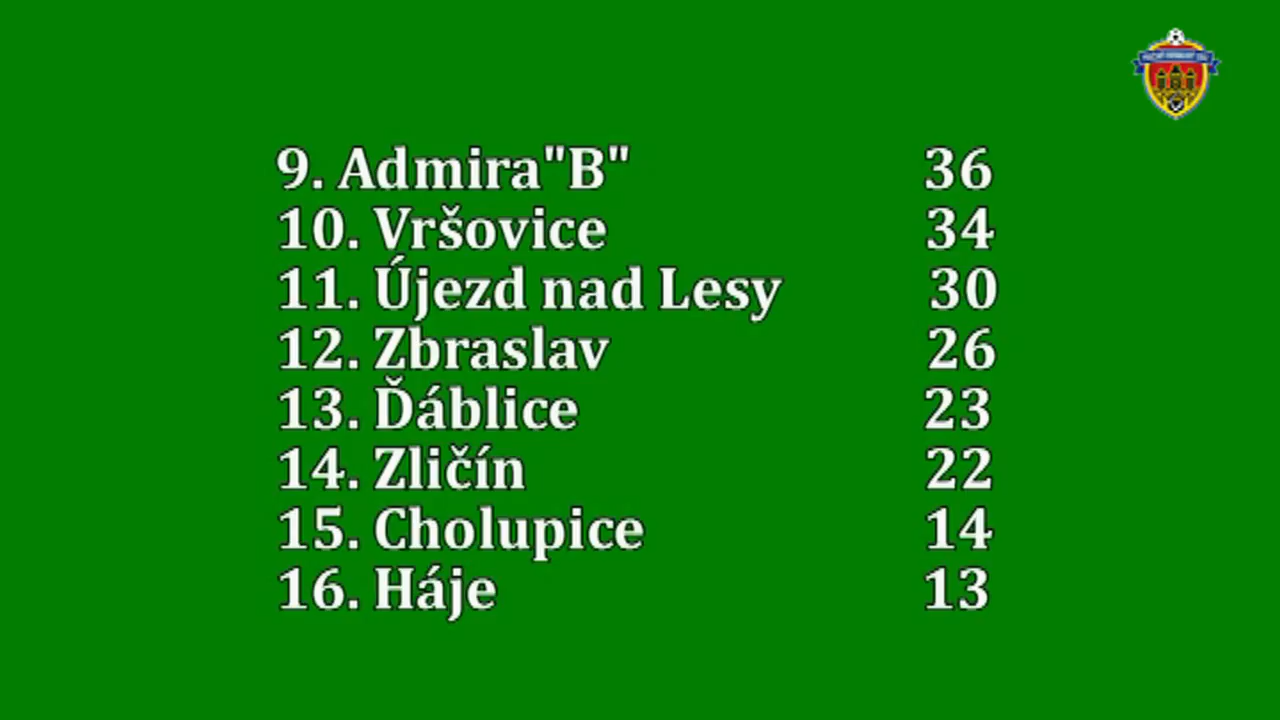 9. Admira"B" 36
10. Vršovice 34
11. Újezd nad Lesy 30
12. Zbraslav 26
13. Ďáblice 23
14. Zličín 22
15. Cholupice 14
16. Háje 13